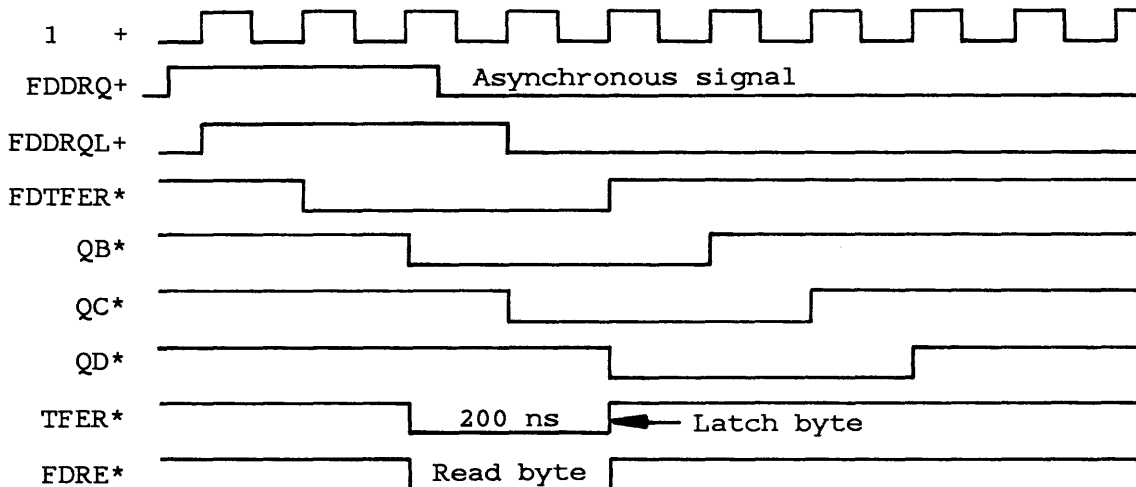 1 +
FDDRQ+ Asynchronous signal
FDDRQL+
FDTFER*
QB*
QC*
QD*
TFER* 200 ns Latch byte
FDRE* Read byte